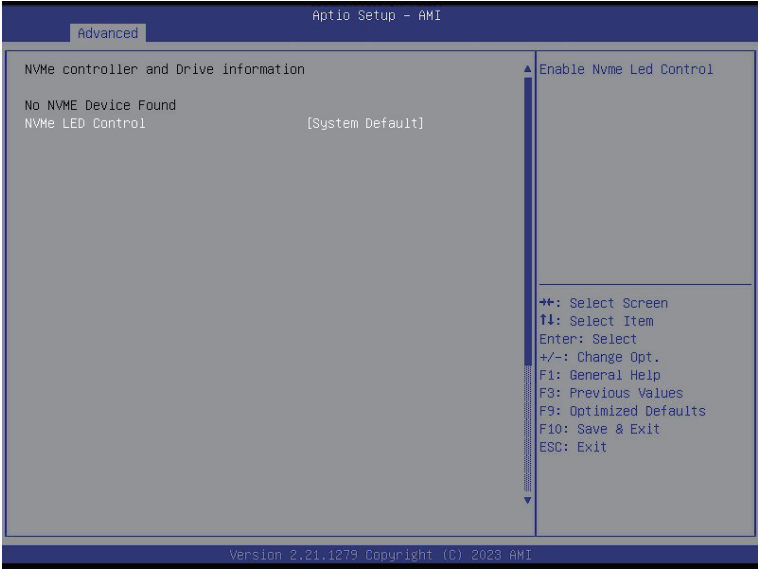 Aptio Setup – AMI
Advanced
NVMe controller and Drive information
No NVME Device Found
NVMe LED Control [System Default]
Enable Nvme Led Control
→←: Select Screen
↑↓: Select Item
Enter: Select
+/-: Change Opt.
F1: General Help
F3: Previous Values
F9: Optimized Defaults
F10: Save & Exit
ESC: Exit
Version 2.21.1279 Copyright (C) 2023 AMI